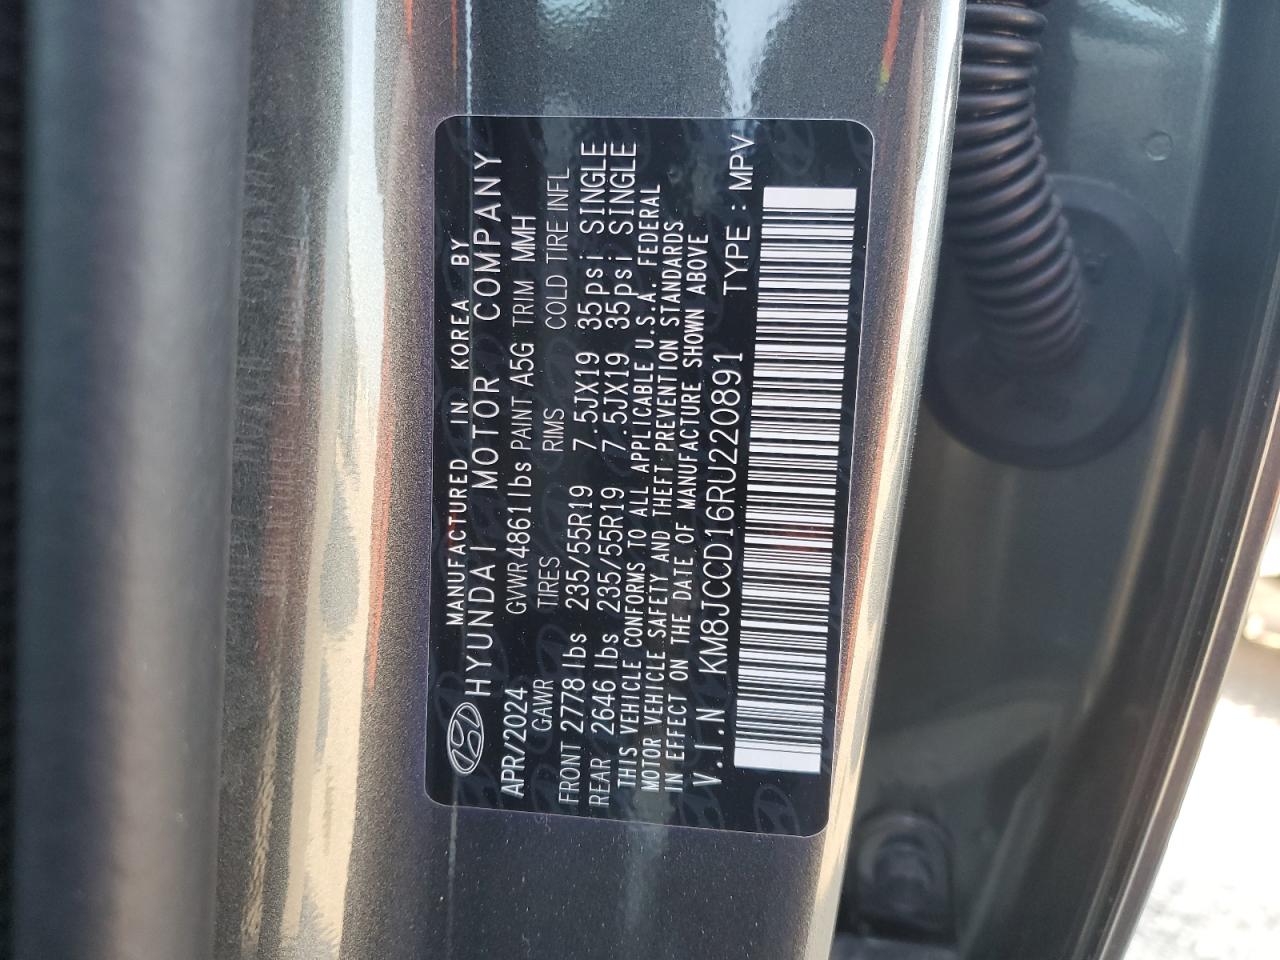 MANUFACTURED IN KOREA BY
HYUNDAI MOTOR COMPANY
APR/2024 GVWR 4861lbs PAINT A5G TRIM MMH
GAWR TIRES RIMS COLD TIRE INFL
FRONT 2778lbs 235/55R19 7.5JX19 35psi SINGLE
REAR 2646lbs 235/55R19 7.5JX19 35psi SINGLE
THIS VEHICLE CONFORMS TO ALL APPLICABLE U.S.A. FEDERAL
MOTOR VEHICLE SAFETY AND THEFT PREVENTION STANDARDS
IN EFFECT ON THE DATE OF MANUFACTURE SHOWN ABOVE
V.I.N KM8JCCD16RU220891 TYPE : MPV